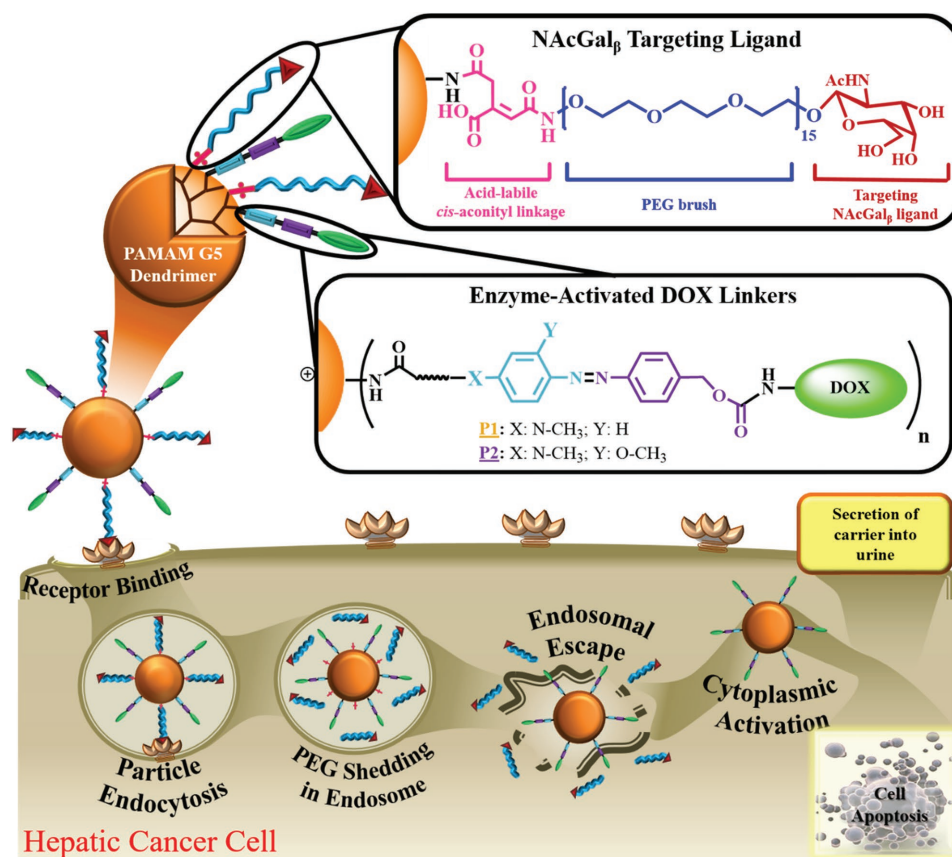 NAcGalβ Targeting Ligand
O
N
H
HO
O
O
N
H
O
O
O
O
15
AcHN
O
OH
HO
OH
Acid-labile
cis-aconityl linkage
PEG brush
Targeting
NAcGalβ ligand
PAMAM G5
Dendrimer
Enzyme-Activated DOX Linkers
+
N
H
O
X
Y
N=N
O
O
H
N
DOX
n
P1: X: N-CH₃; Y: H
P2: X: N-CH₃; Y: O-CH₃
Secretion of
carrier into
urine
Receptor Binding
Particle
Endocytosis
PEG Shedding
in Endosome
Endosomal
Escape
Cytoplasmic
Activation
Cell
Apoptosis
Hepatic Cancer Cell